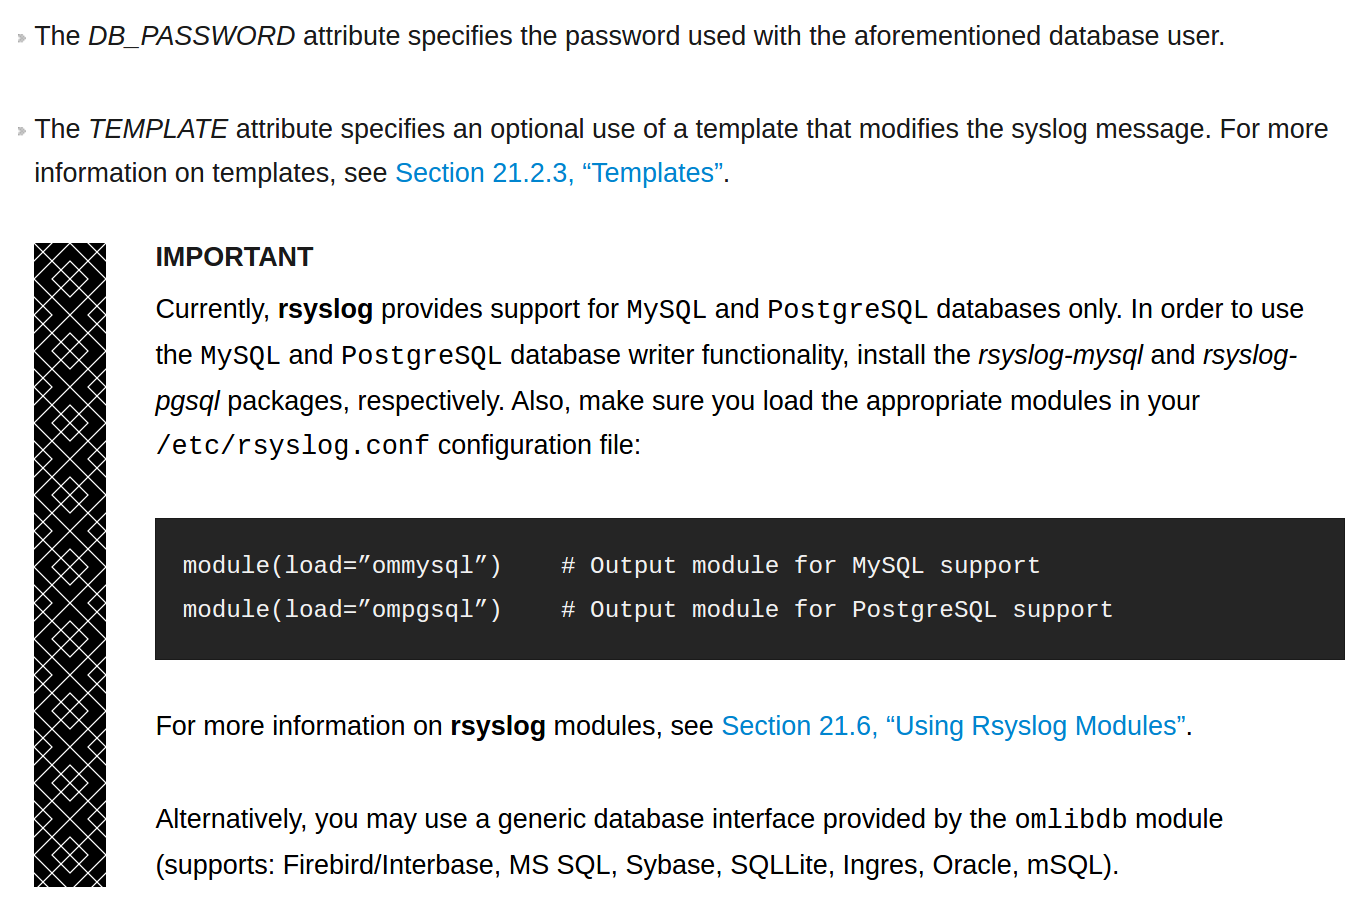 The DB_PASSWORD attribute specifies the password used with the aforementioned database user.
The TEMPLATE attribute specifies an optional use of a template that modifies the syslog message. For more
information on templates, see Section 21.2.3, “Templates”.
IMPORTANT
Currently, rsyslog provides support for MySQL and PostgreSQL databases only. In order to use
the MySQL and PostgreSQL database writer functionality, install the rsyslog-mysql and rsyslog-
pgsql packages, respectively. Also, make sure you load the appropriate modules in your
/etc/rsyslog.conf configuration file:
module(load=”ommysql”)    # Output module for MySQL support
module(load=”ompgsql”)    # Output module for PostgreSQL support
For more information on rsyslog modules, see Section 21.6, “Using Rsyslog Modules”.
Alternatively, you may use a generic database interface provided by the omlibdb module
(supports: Firebird/Interbase, MS SQL, Sybase, SQLLite, Ingres, Oracle, mSQL).